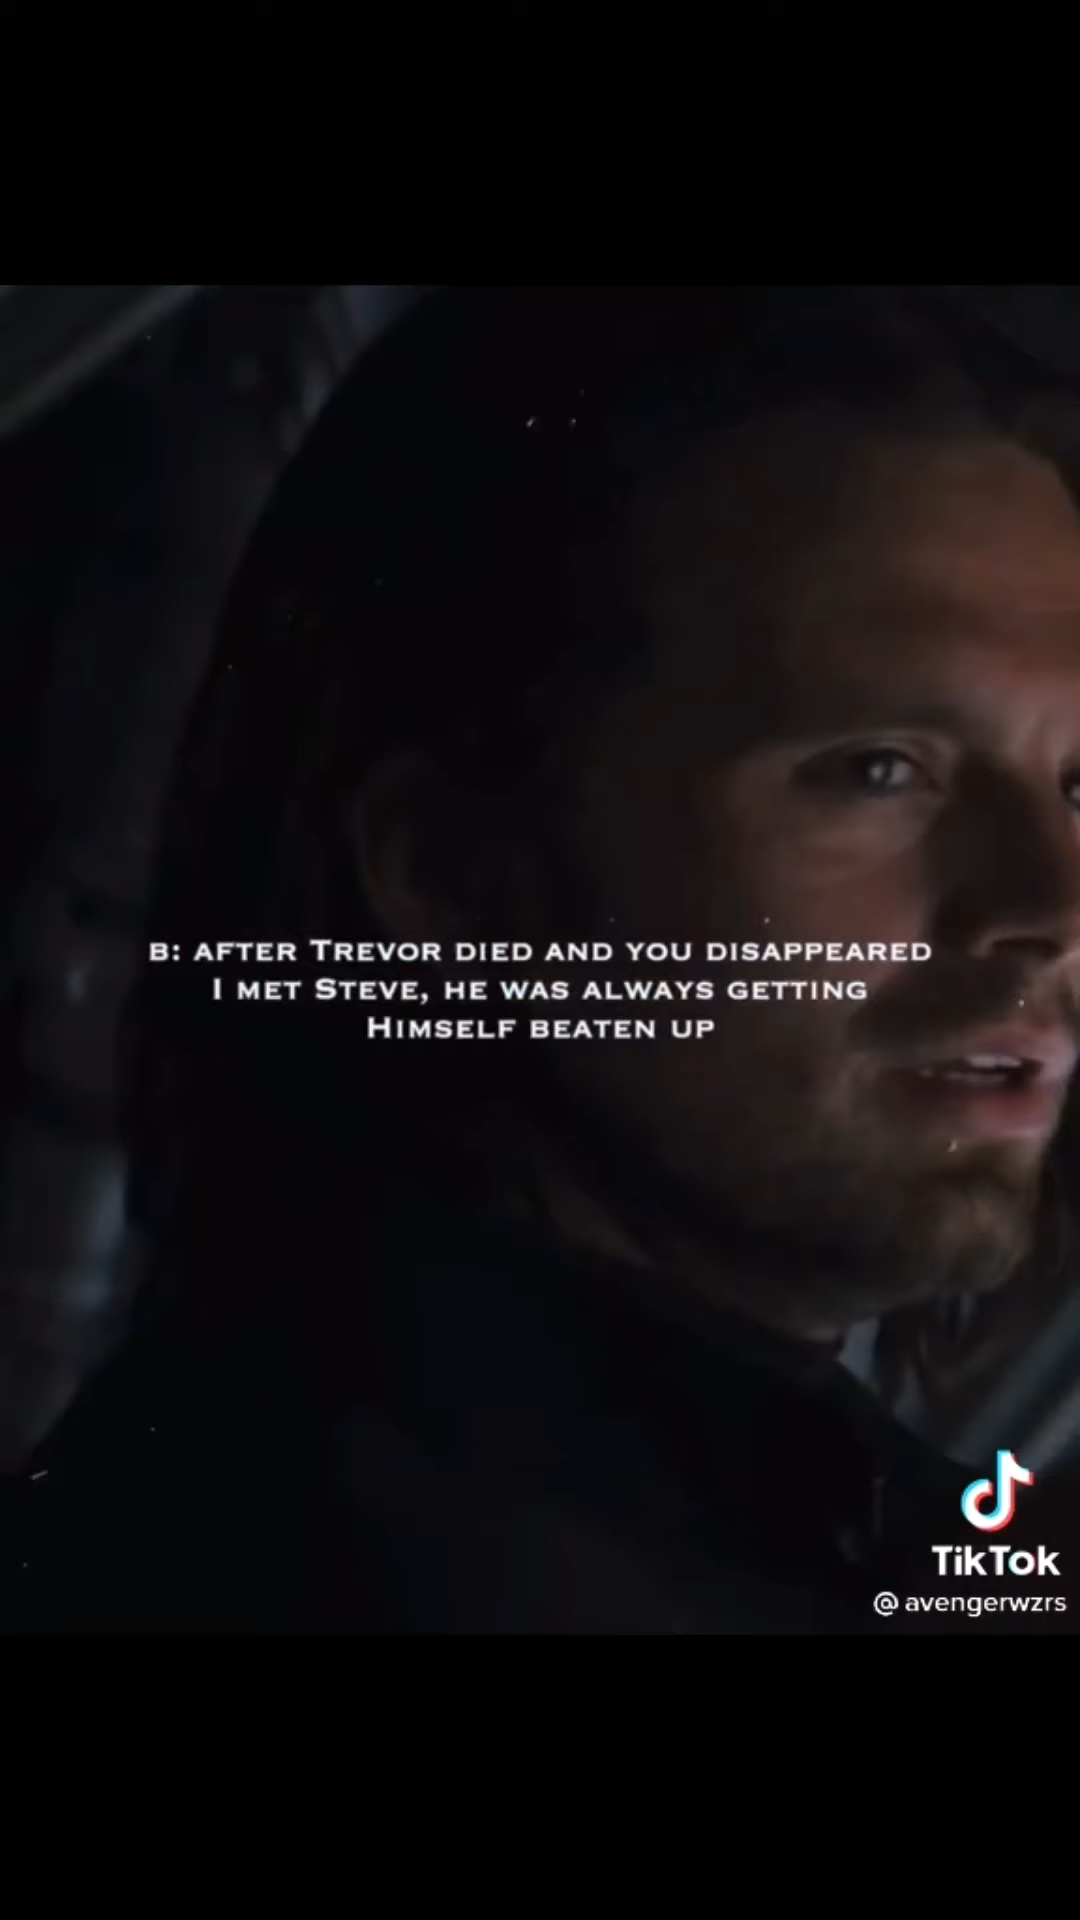 B: AFTER TREVOR DIED AND YOU DISAPPEARED
I MET STEVE, HE WAS ALWAYS GETTING
HIMSELF BEATEN UP
TikTok
@avengerwzrs